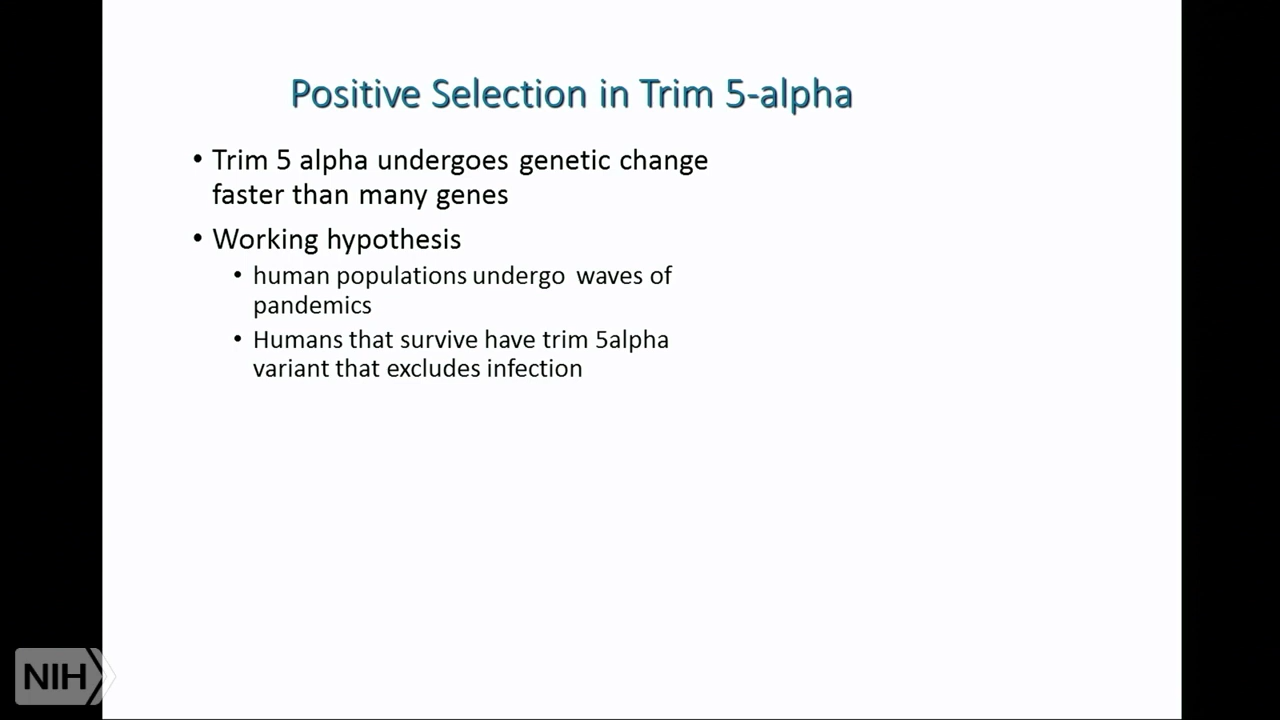 Positive Selection in Trim 5-alpha
• Trim 5 alpha undergoes genetic change
faster than many genes
• Working hypothesis
• human populations undergo waves of
pandemics
• Humans that survive have trim 5alpha
variant that excludes infection
NIH